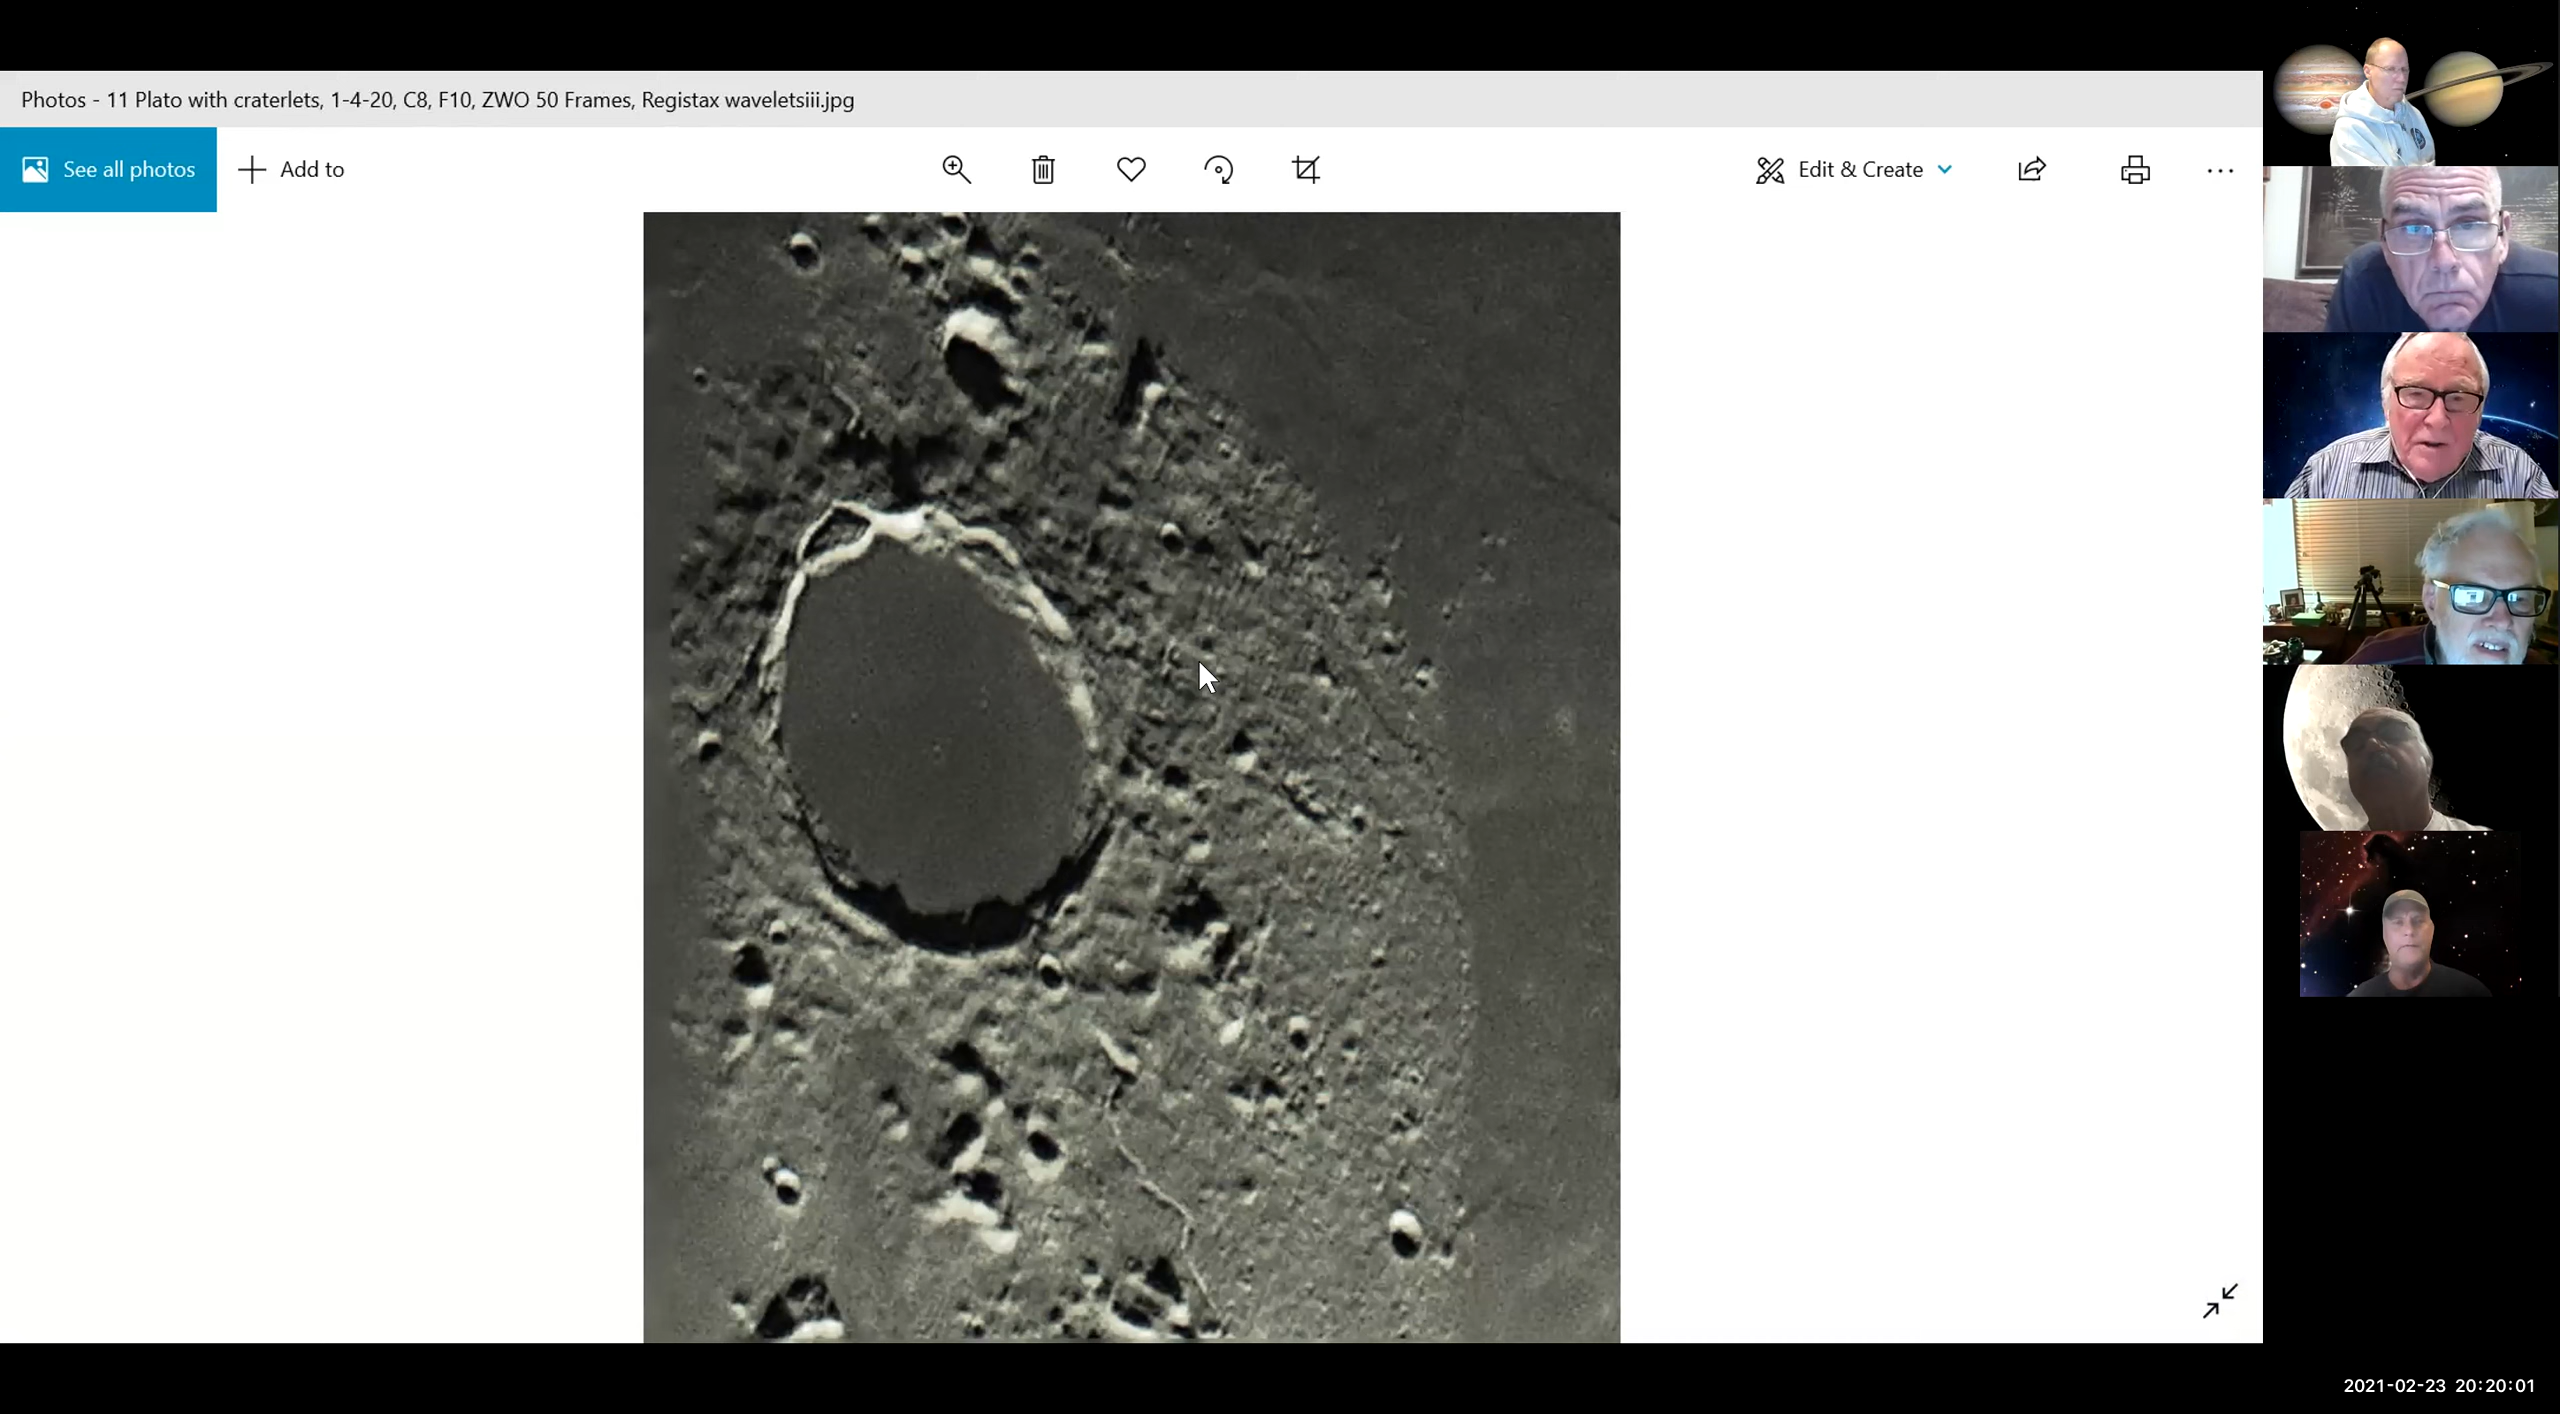 Photos - 11 Plato with craterlets, 1-4-20, C8, F10, ZWO 50 Frames, Registax waveletsiii.jpg
See all photos
Add to
Edit & Create
2021-02-23 20:20:01